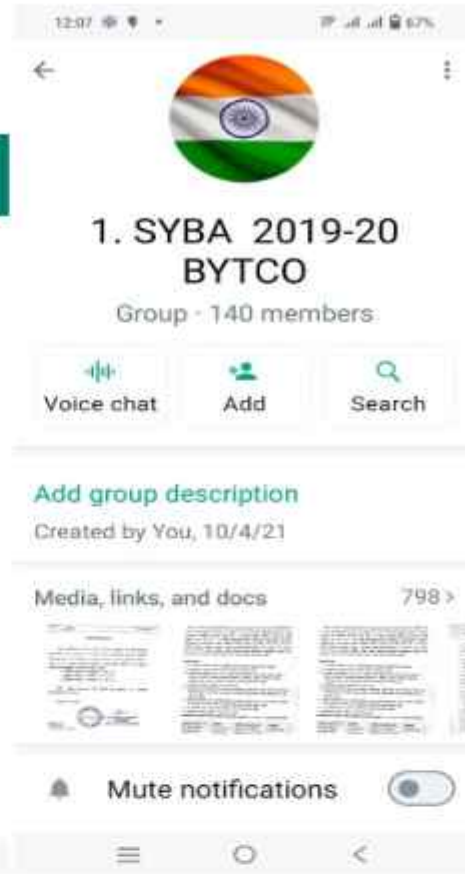 12:07
67%
1. SYBA 2019-20
BYTCO
Group · 140 members
Voice chat Add Search
Add group description
Created by You, 10/4/21
Media, links, and docs 798 >
Mute notifications